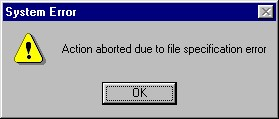 System Error
Action aborted due to file specification error
OK